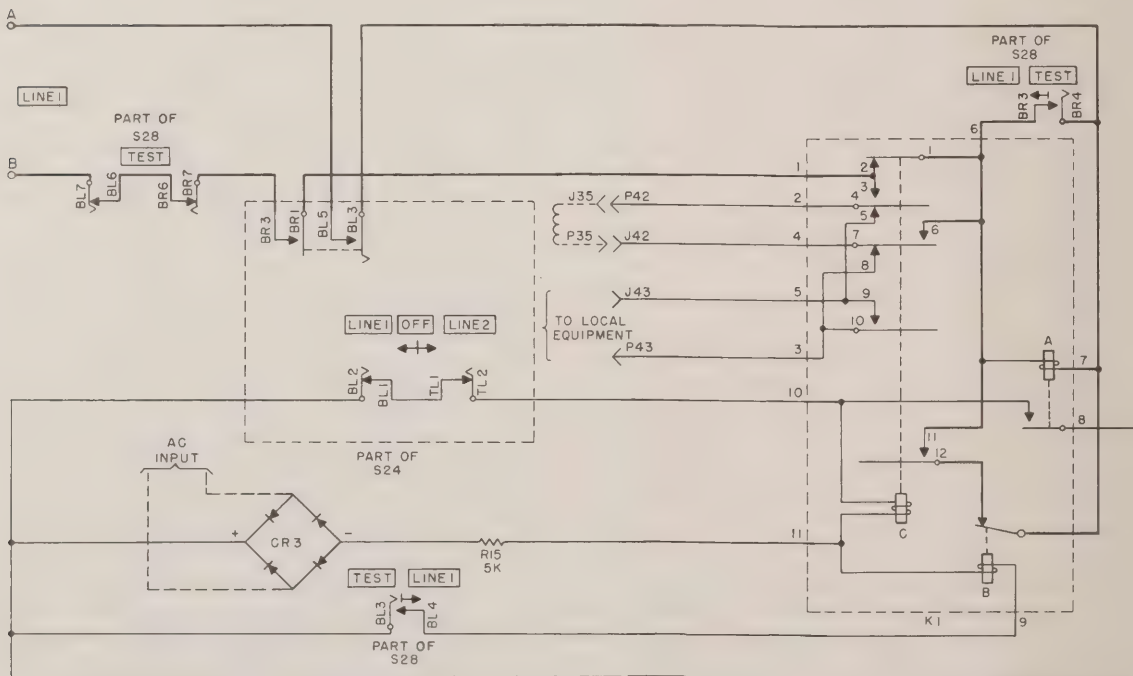 A
LINE 1
PART OF
S28
TEST
B
BL7
BL6
BR6
BR7
BR3
BR1
BL5
BL3
PART OF
S28
LINE 1
TEST
BR3
BR4
6
1
2
1
3
J35
P42
2
4
5
P35
J42
4
7
6
8
J43
5
9
TO LOCAL
EQUIPMENT
10
P43
3
LINE 1
OFF
LINE 2
BL2
BL1
TL1
TL2
10
A
7
8
11
12
PART OF
S24
AC
INPUT
+
-
CR3
R15
5K
11
C
B
TEST
LINE 1
BL3
BL4
PART OF
S28
K1
9